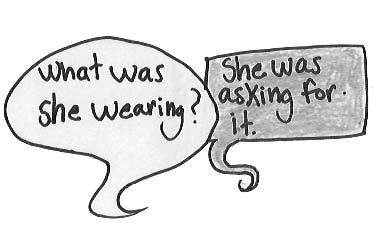 What was
she wearing?
She was
asking for.
it.